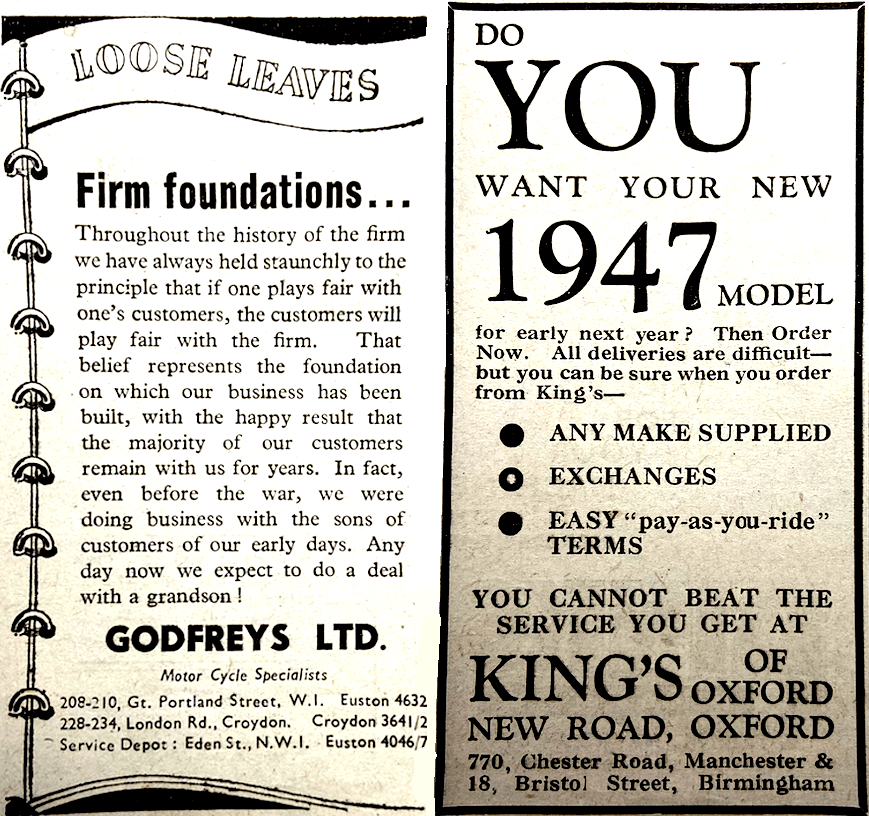 LOOSE LEAVES
Firm foundations...
Throughout the history of the firm
we have always held staunchly to the
principle that if one plays fair with
one's customers, the customers will
play fair with the firm. That
belief represents the foundation
on which our business has been
built, with the happy result that
the majority of our customers
remain with us for years. In fact,
even before the war, we were
doing business with the sons of
customers of our early days. Any
day now we expect to do a deal
with a grandson!
GODFREYS LTD.
Motor Cycle Specialists
208-210, Gt. Portland Street, W.1. Euston 4632
228-234, London Rd., Croydon. Croydon 3641/2
Service Depot: Eden St., N.W.1. Euston 4046/7
DO
YOU
WANT YOUR NEW
1947 MODEL
for early next year? Then Order
Now. All deliveries are difficult—
but you can be sure when you order
from King's—
ANY MAKE SUPPLIED
EXCHANGES
EASY "pay-as-you-ride"
TERMS
YOU CANNOT BEAT THE
SERVICE YOU GET AT
KING'S OF OXFORD
NEW ROAD, OXFORD
770, Chester Road, Manchester &
18, Bristol Street, Birmingham